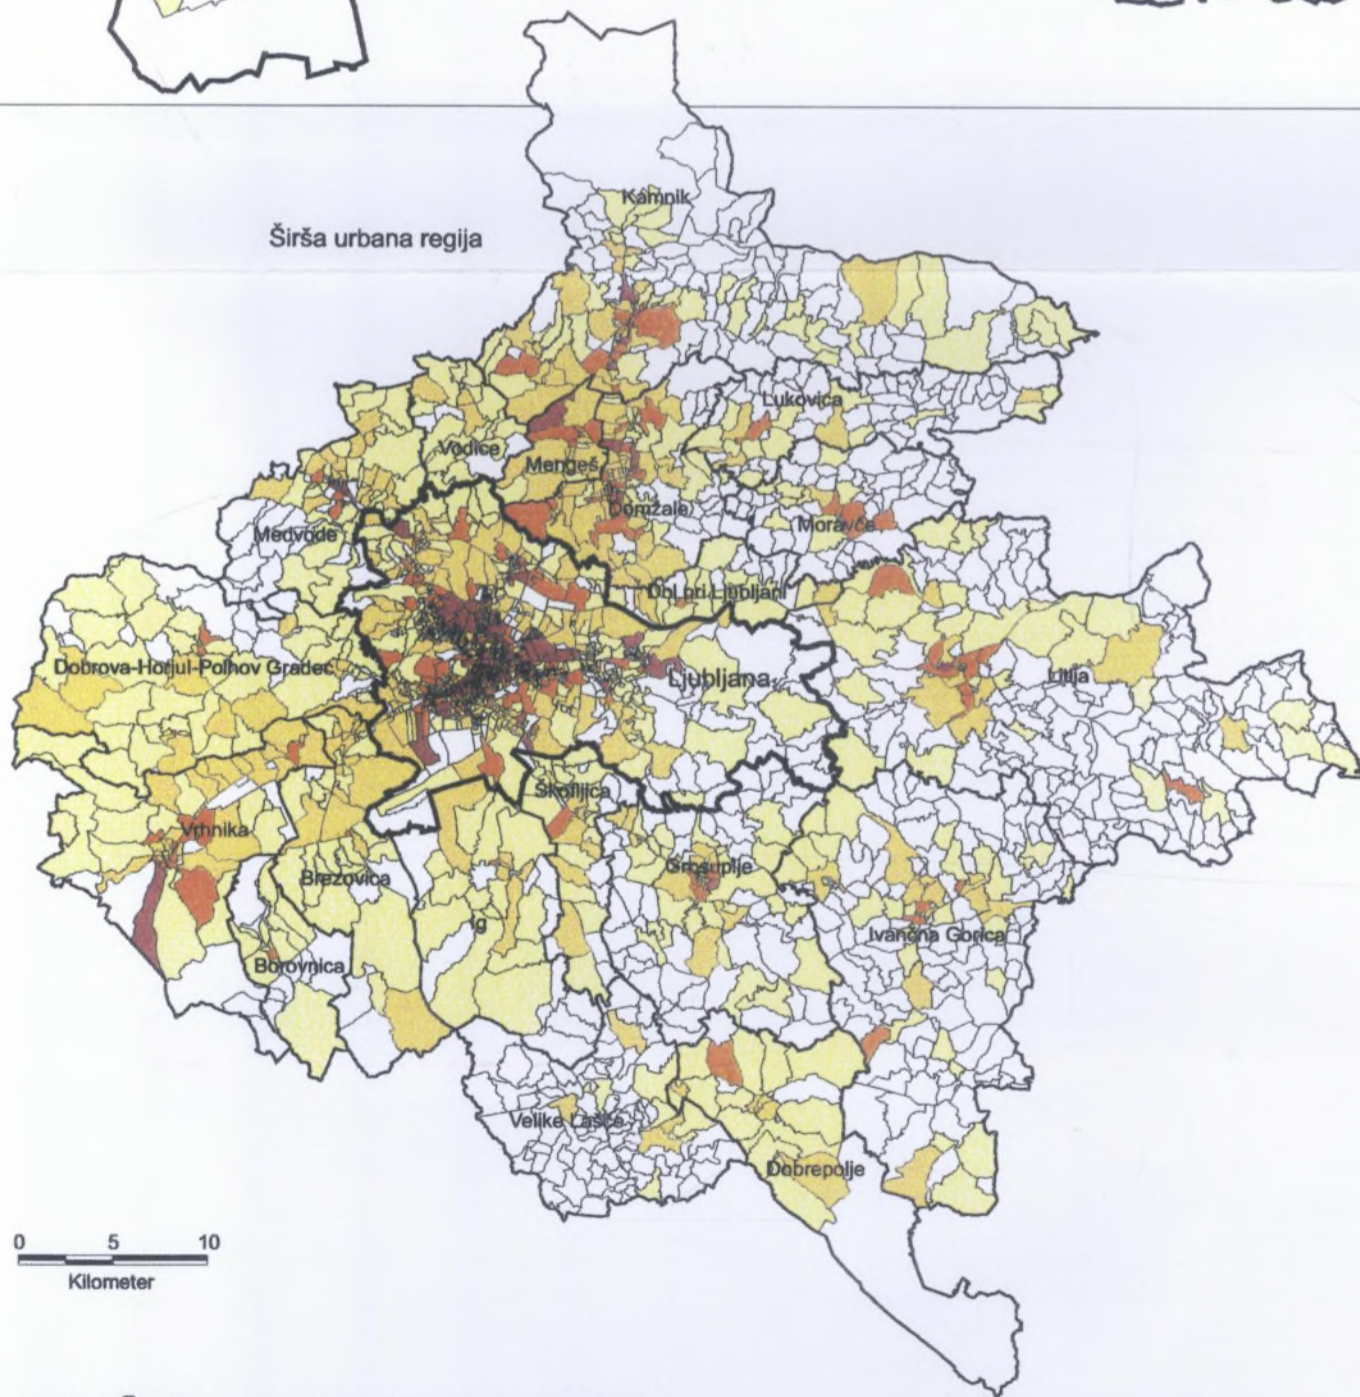 Širša urbana regija
Kamnik
Lukovica
Vodice
Mengeš
Domžale
Moravče
Medvode
Dol pri Ljubljani
Dobrova-Horjul-Polhov Gradec
Ljubljana
Litija
Škofljica
Vrhnika
Grosuplje
Brezovica
Ig
Ivančna Gorica
Borovnica
Velike Lašče
Dobrepolje
0 5 10
Kilometer